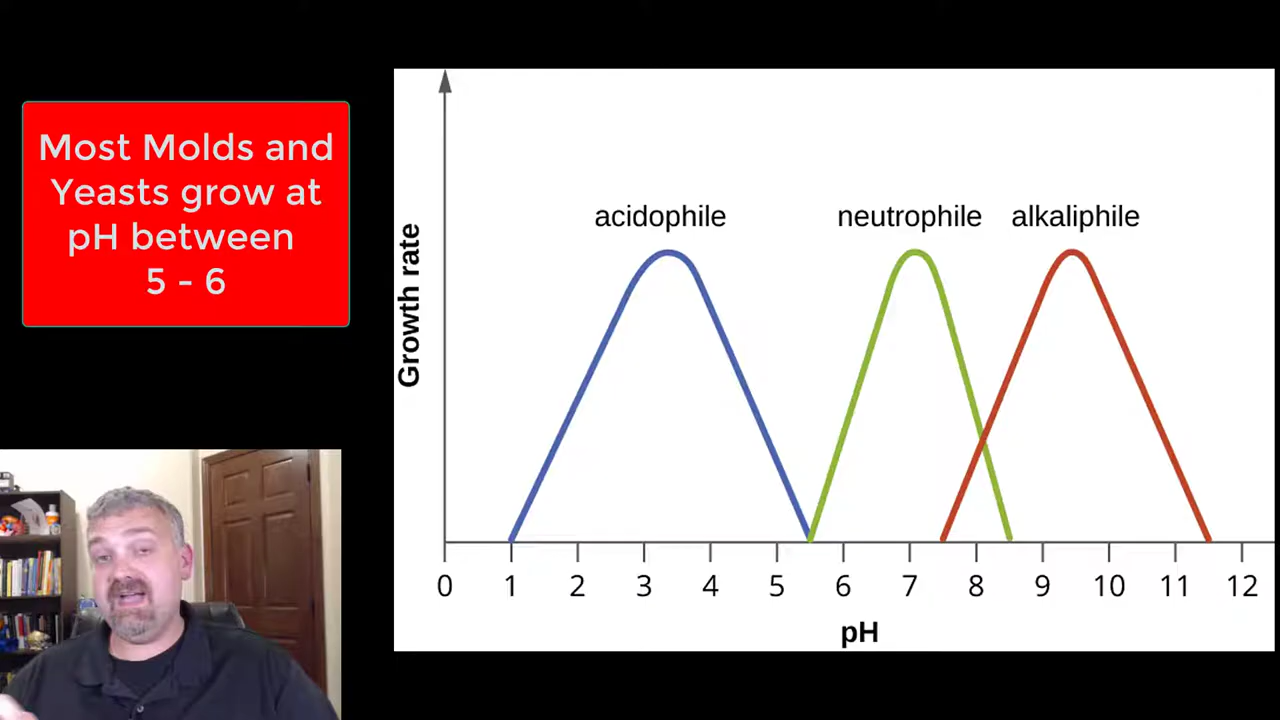 Most Molds and
Yeasts grow at
pH between
5 - 6
acidophile
neutrophile
alkaliphile
Growth rate
0 1 2 3 4 5 6 7 8 9 10 11 12
pH